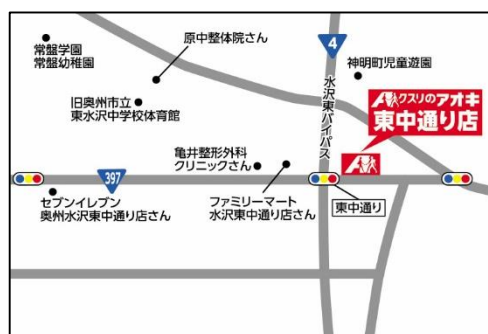 常盤学園
常盤幼稚園
原中整体院さん
4
神明町児童遊園
旧奥州市立
東水沢中学校体育館
水沢東バイパス
クスリのアオキ
東中通り店
亀井整形外科
クリニックさん
397
セブンイレブン
奥州水沢東中通り店さん
ファミリーマート
水沢東中通り店さん
東中通り